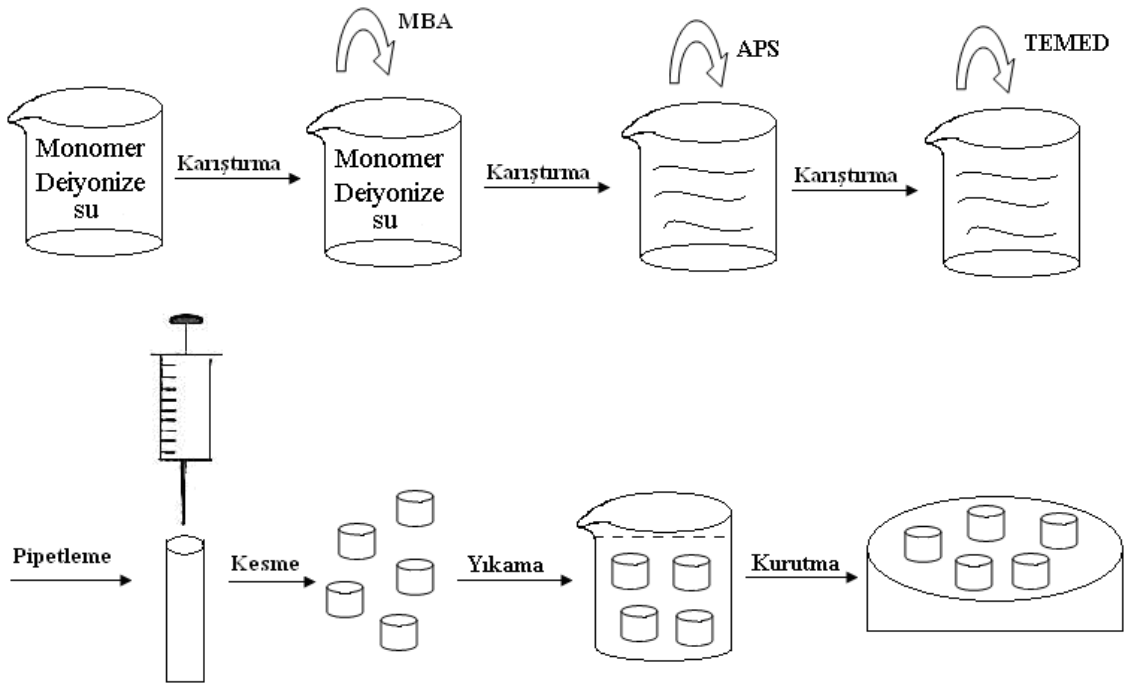 MBA
APS
TEMED
Monomer
Deiyonize
su
Karıştırma
Monomer
Deiyonize
su
Karıştırma
Karıştırma
Pipetleme
Kesme
Yıkama
Kurutma